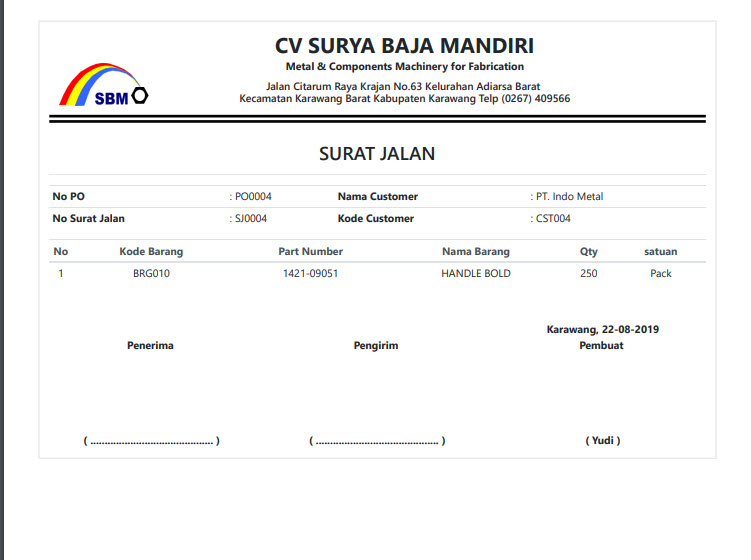 CV SURYA BAJA MANDIRI
Metal & Components Machinery for Fabrication
Jalan Citarum Raya Krajan No.63 Kelurahan Adiarsa Barat
Kecamatan Karawang Barat Kabupaten Karawang Telp (0267) 409566
SBM
SURAT JALAN
No PO : PO0004 Nama Customer : PT. Indo Metal
No Surat Jalan : SJ0004 Kode Customer : CST004
No Kode Barang Part Number Nama Barang Qty satuan
1 BRG010 1421-09051 HANDLE BOLD 250 Pack
Karawang, 22-08-2019
Penerima Pengirim Pembuat
( ........................................... ) ( ........................................... ) ( Yudi )